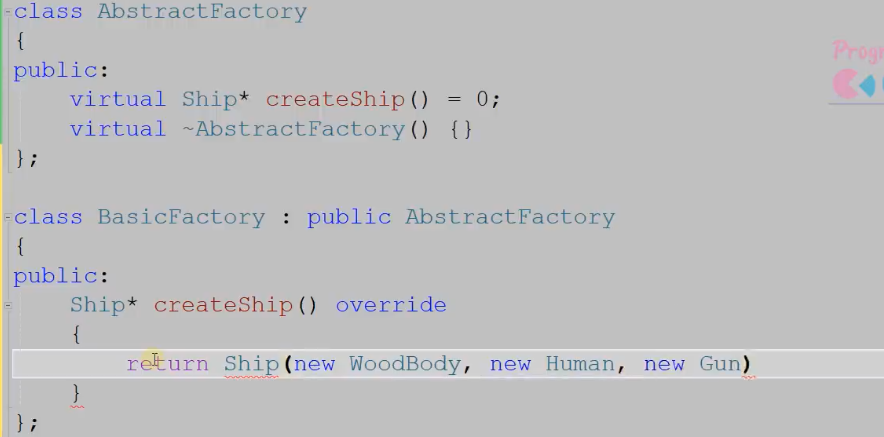 class AbstractFactory
{
public:
    virtual Ship* createShip() = 0;
    virtual ~AbstractFactory() {}
};

class BasicFactory : public AbstractFactory
{
public:
    Ship* createShip() override
    {
        return Ship(new WoodBody, new Human, new Gun)
    }
};